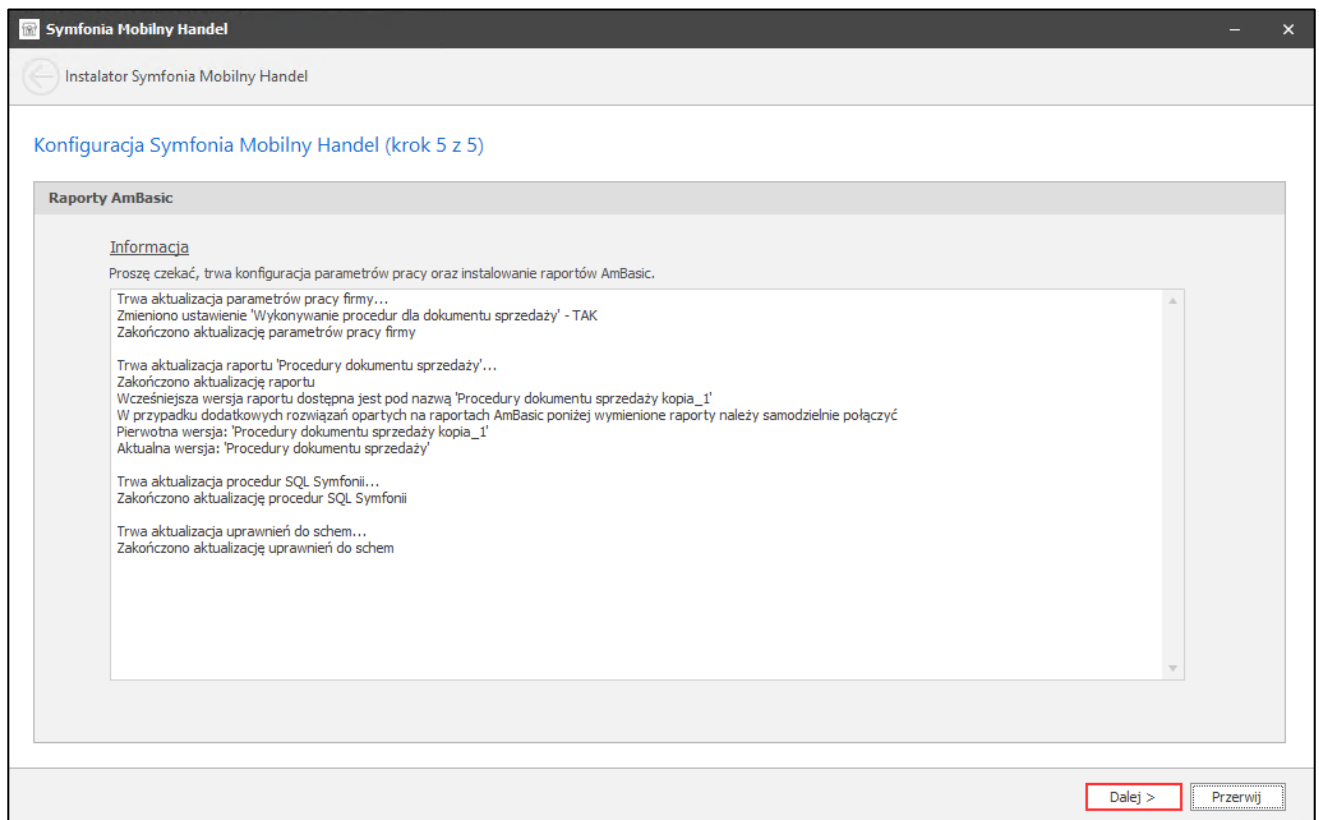 Symfonia Mobilny Handel
Instalator Symfonia Mobilny Handel
Konfiguracja Symfonia Mobilny Handel (krok 5 z 5)
Raporty AmBasic
Informacja
Proszę czekać, trwa konfiguracja parametrów pracy oraz instalowanie raportów AmBasic.
Trwa aktualizacja parametrów pracy firmy...
Zmieniono ustawienie 'Wykonywanie procedur dla dokumentu sprzedaży' - TAK
Zakończono aktualizację parametrów pracy firmy
Trwa aktualizacja raportu 'Procedury dokumentu sprzedaży'...
Zakończono aktualizację raportu
Wcześniejsza wersja raportu dostępna jest pod nazwą 'Procedury dokumentu sprzedaży kopia_1'
W przypadku dodatkowych rozwiązań opartych na raportach AmBasic poniżej wymienione raporty należy samodzielnie połączyć
Pierwotna wersja: 'Procedury dokumentu sprzedaży kopia_1'
Aktualna wersja: 'Procedury dokumentu sprzedaży'
Trwa aktualizacja procedur SQL Symfonii...
Zakończono aktualizację procedur SQL Symfonii
Trwa aktualizacja uprawnień do schem...
Zakończono aktualizację uprawnień do schem
Dalej >
Przerwij